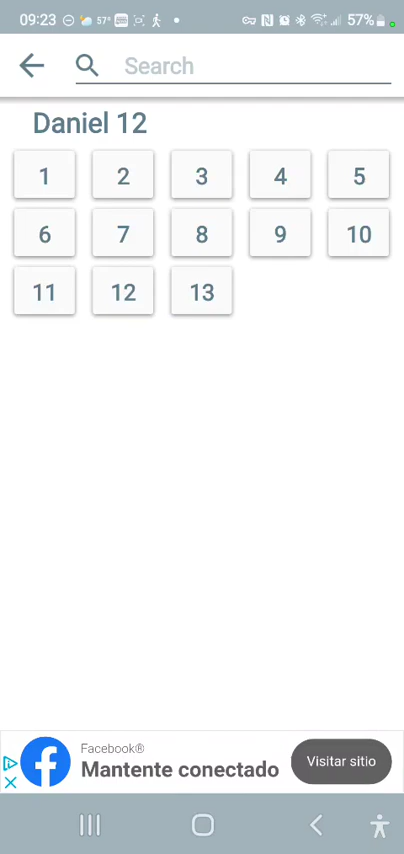 09:23 57° 57%
Search
Daniel 12
1 2 3 4 5
6 7 8 9 10
11 12 13
Facebook®
Mantente conectado
Visitar sitio